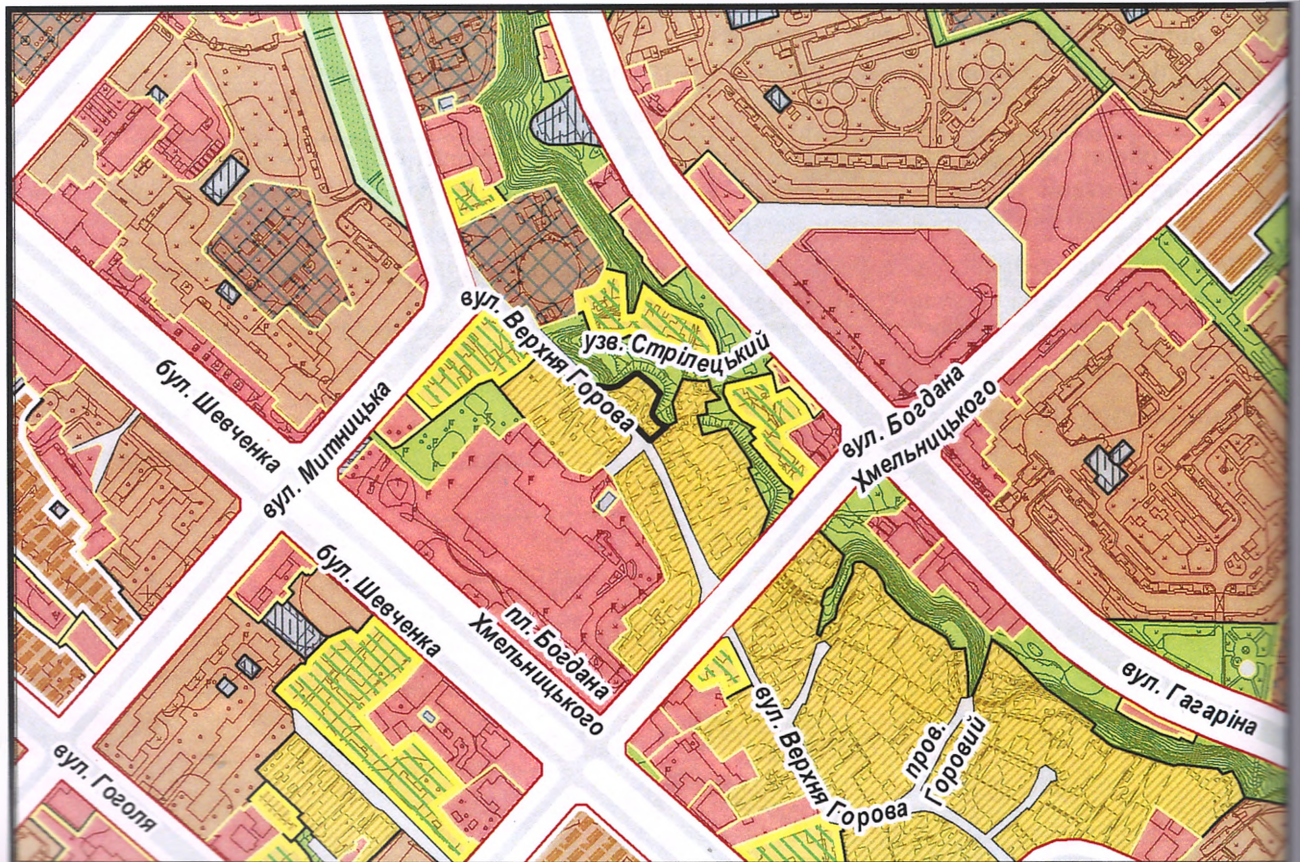 вул. Верхня Горова
узв. Стрілецький
бул. Шевченка
вул. Митницька
вул. Богдана
Хмельницького
бул. Шевченка
пл. Богдана
Хмельницького
вул. Гагаріна
вул. Верхня Горова
пров.
Горовий
вул. Гоголя